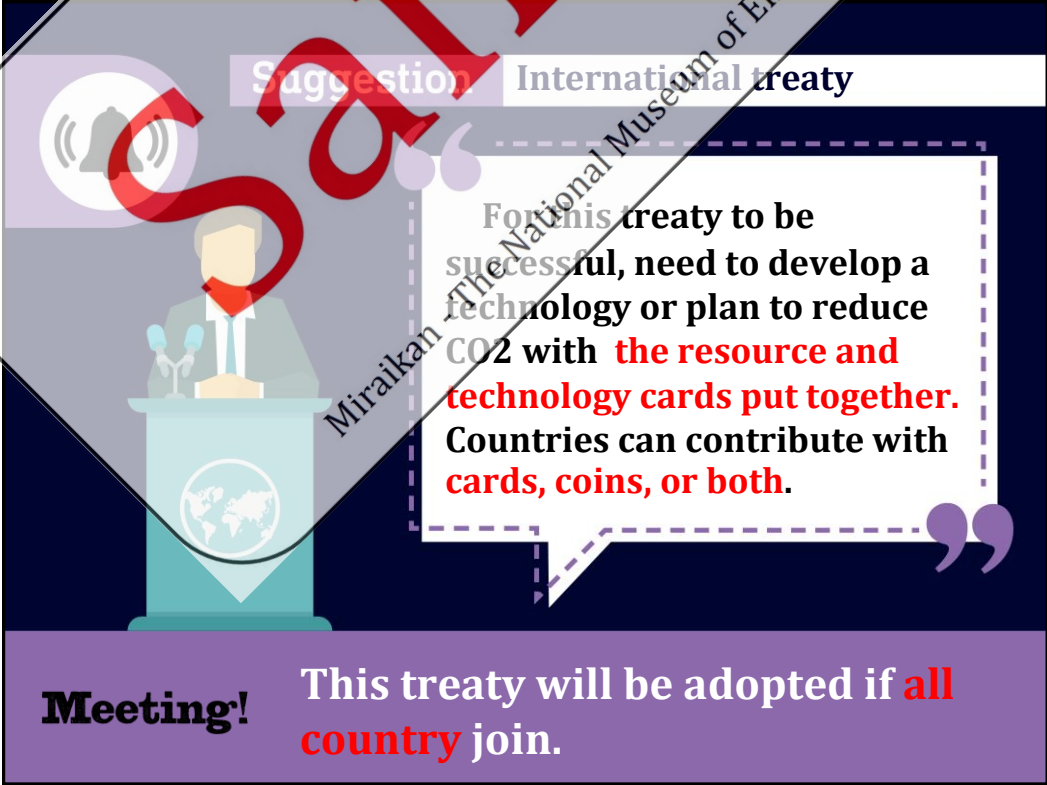 Suggestion International treaty
For this treaty to be
successful, need to develop a
technology or plan to reduce
CO2 with the resource and
technology cards put together.
Countries can contribute with
cards, coins, or both.
Miraikan - The National Museum of
Meeting!
This treaty will be adopted if all
country join.